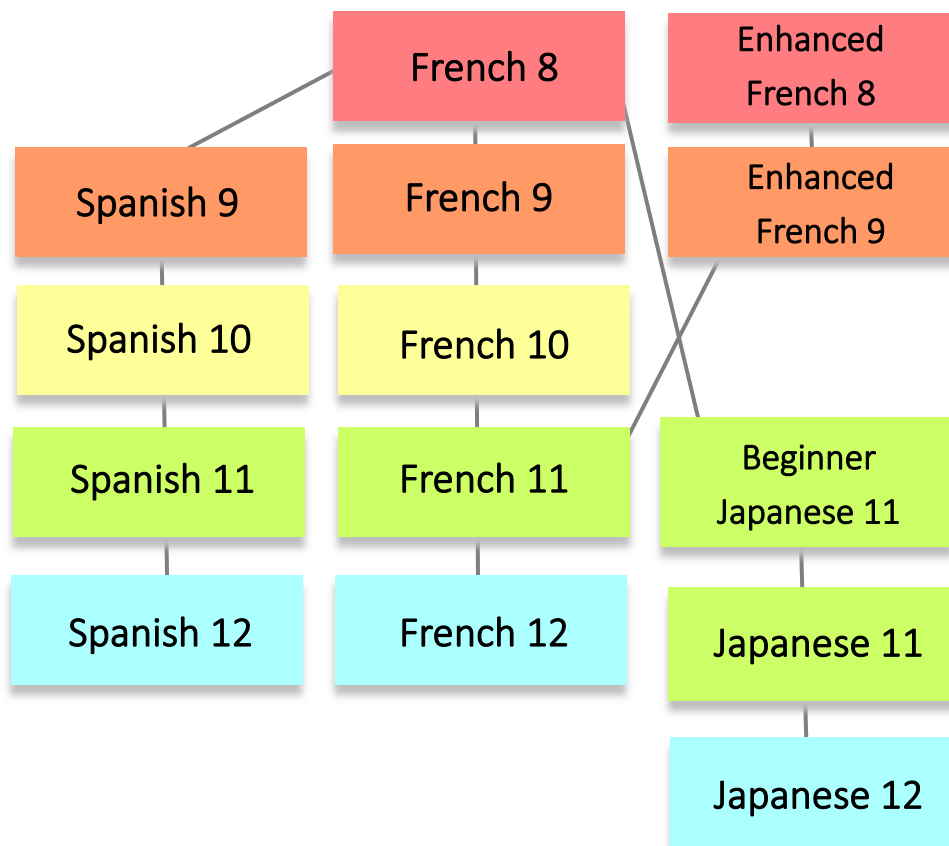 French 8
Enhanced
French 8
Spanish 9
French 9
Enhanced
French 9
Spanish 10
French 10
Spanish 11
French 11
Beginner
Japanese 11
Spanish 12
French 12
Japanese 11
Japanese 12